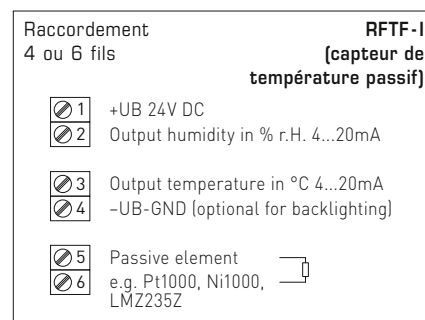 Raccordement
4 ou 6 fils
RFTF-I
(capteur de
température passif)
1 +UB 24V DC
2 Output humidity in % r.H. 4...20mA
3 Output temperature in °C 4...20mA
4 –UB-GND (optional for backlighting)
5 Passive element
6 e.g. Pt1000, Ni1000,
LMZ235Z